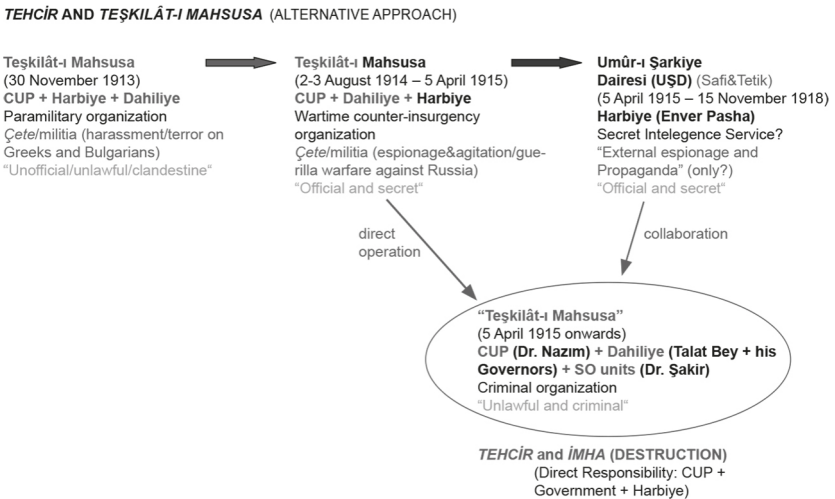 TEHCİR AND TEŞKILÂT-I MAHSUSA (ALTERNATIVE APPROACH)
Teşkilât-ı Mahsusa
(30 November 1913)
CUP + Harbiye + Dahiliye
Paramilitary organization
Çete/militia (harassment/terror on
Greeks and Bulgarians)
“Unofficial/unlawful/clandestine“
Teşkilât-ı Mahsusa
(2-3 August 1914 – 5 April 1915)
CUP + Dahiliye + Harbiye
Wartime counter-insurgency
organization
Çete/militia (espionage&agitation/gue-
rilla warfare against Russia)
“Official and secret“
Umûr-ı Şarkiye
Dairesi (UŞD) (Safi&Tetik)
(5 April 1915 – 15 November 1918)
Harbiye (Enver Pasha)
Secret Intelegence Service?
“External espionage and
Propaganda” (only?)
“Official and secret“
direct
operation
collaboration
“Teşkilât-ı Mahsusa”
(5 April 1915 onwards)
CUP (Dr. Nazım) + Dahiliye (Talat Bey + his
Governors) + SO units (Dr. Şakir)
Criminal organization
“Unlawful and criminal“
TEHCİR and İMHA (DESTRUCTION)
(Direct Responsibility: CUP +
Government + Harbiye)